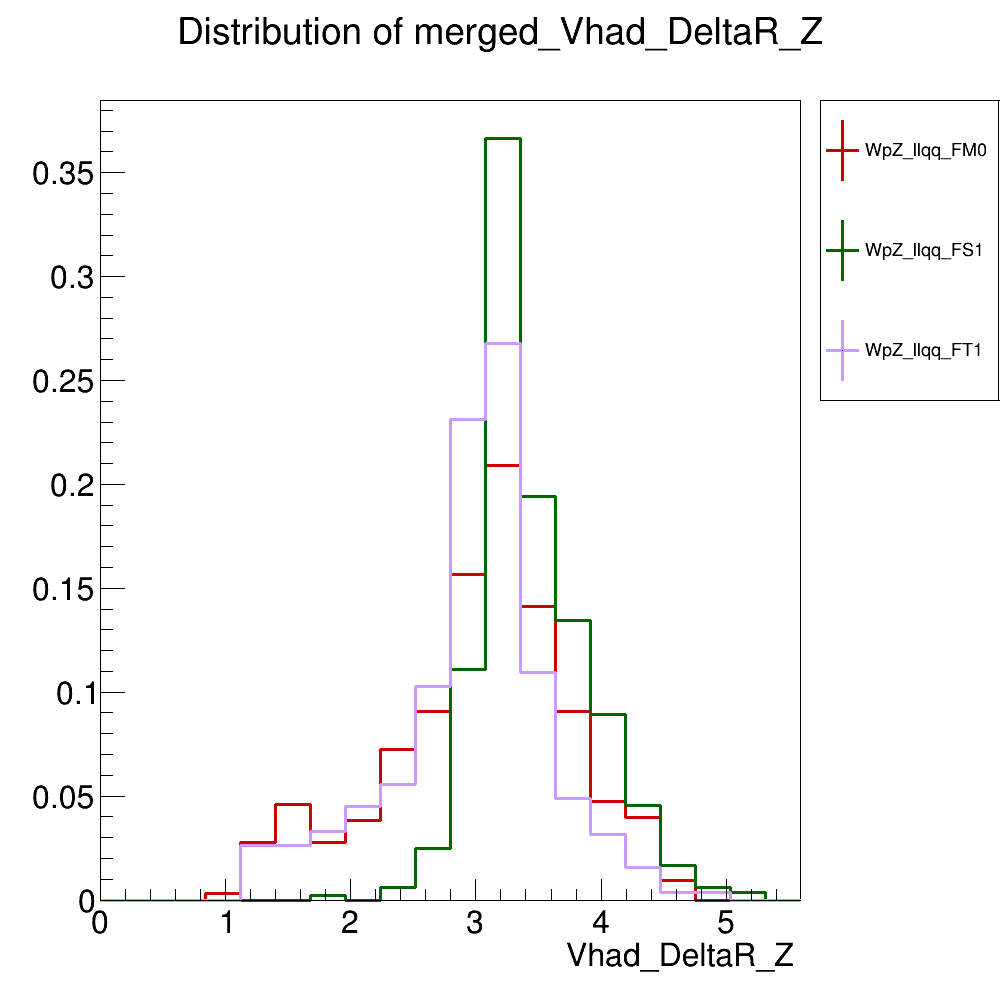 Distribution of merged_Vhad_DeltaR_Z
0.35
0.3
0.25
0.2
0.15
0.1
0.05
0
0 1 2 3 4 5
Vhad_DeltaR_Z
WpZ_llqq_FM0
WpZ_llqq_FS1
WpZ_llqq_FT1